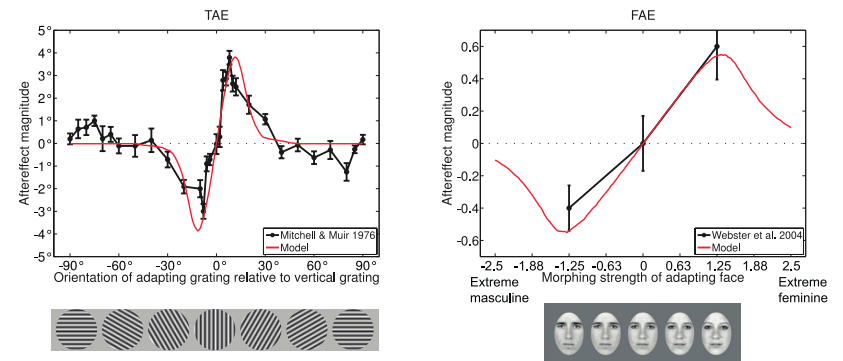 TAE
5°
4°
3°
2°
1°
0°
-1°
-2°
-3°
-4°
-5°
Aftereffect magnitude
Mitchell & Muir 1976
Model
-90° -60° -30° 0° 30° 60° 90°
Orientation of adapting grating relative to vertical grating
FAE
0.6
0.4
0.2
0
-0.2
-0.4
-0.6
Aftereffect magnitude
Webster et al. 2004
Model
-2.5 -1.88 -1.25 -0.63 0 0.63 1.25 1.88 2.5
Morphing strength of adapting face
Extreme
masculine
Extreme
feminine